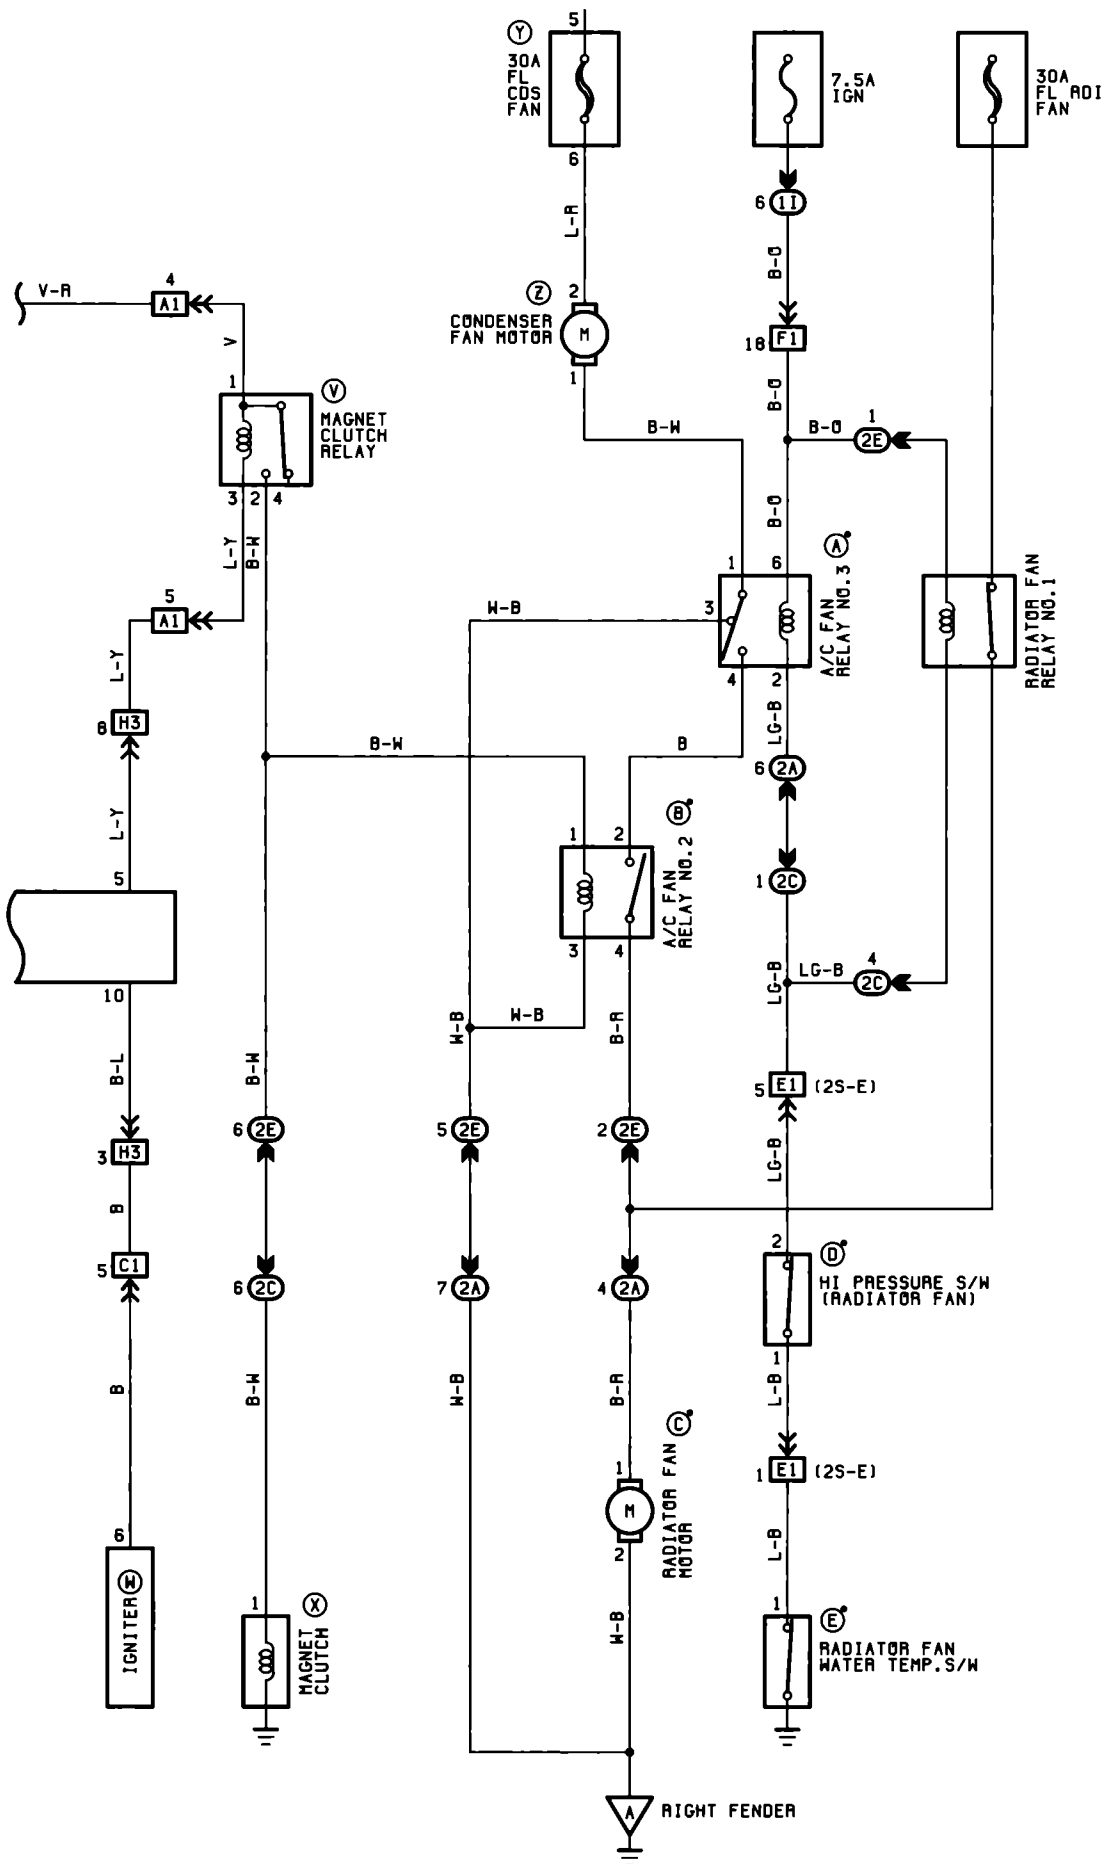 5
Y
30A
FL
CDS
FAN
6
7.5A
IGN
30A
FL RDI
FAN
6 1I
L-R
B-O
V-R
4
A1
Z
2
CONDENSER
FAN MOTOR
M
1
18 F1
V
1
V
MAGNET
CLUTCH
RELAY
3 2 4
B-O
B-W
B-O
1
2E
B-O
L-Y
B-W
5
A1
W-B
1 6
3
4 2
A
A/C FAN
RELAY NO.3
RADIATOR FAN
RELAY NO.1
L-Y
8 H3
B-W
B
LG-B
6 2A
L-Y
5
1 2
3 4
B
A/C FAN
RELAY NO.2
1 2C
10
LG-B
LG-B
4
2C
W-B
W-B
B-R
B-L
B-W
5 E1 (2S-E)
3 H3
6 2E
5 2E
2 2E
LG-B
B
5 C1
6 2C
7 2A
4 2A
2
D
HI PRESSURE S/W
(RADIATOR FAN)
1
B
B-W
W-B
B-R
L-B
1 E1 (2S-E)
1
M
2
C
RADIATOR FAN
MOTOR
L-B
6
IGNITER W
1
X
MAGNET
CLUTCH
W-B
1
E
RADIATOR FAN
WATER TEMP.S/W
A RIGHT FENDER